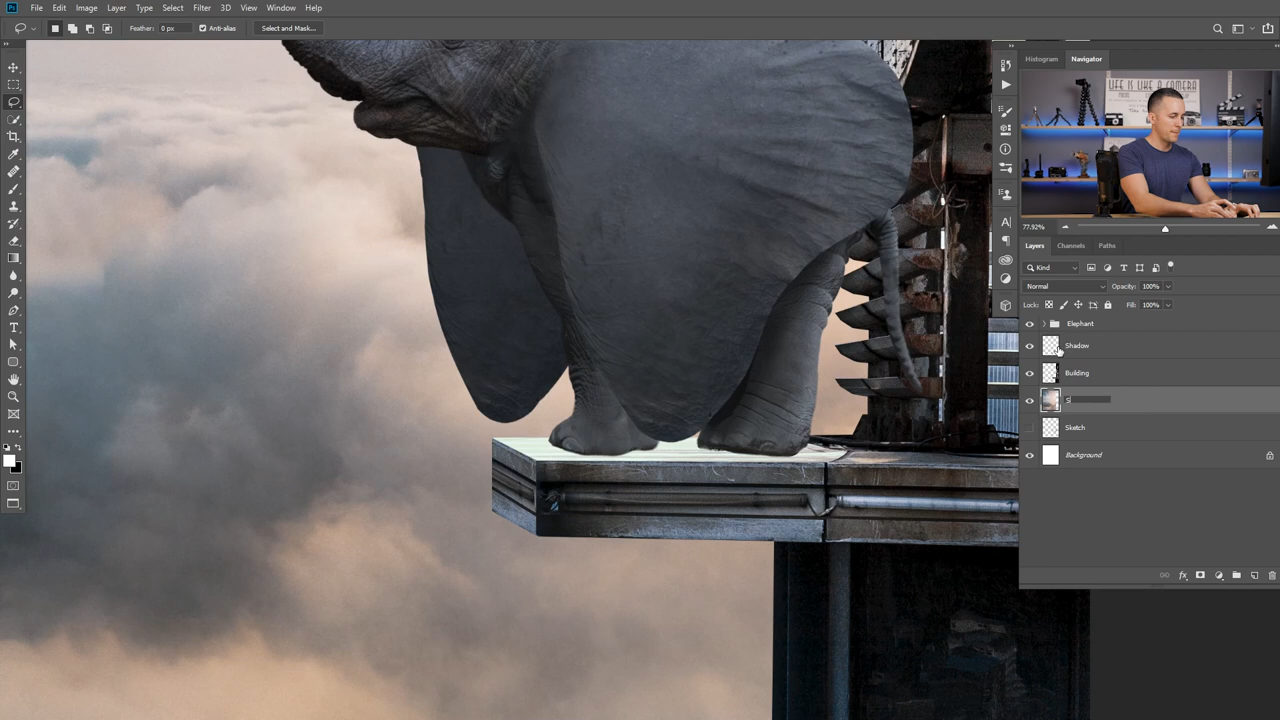 Ps File Edit Image Layer Type Select Filter 3D View Window Help
Feather: 0 px Anti-alias Select and Mask...
Histogram Navigator
LIFE IS LIKE A CAMERA
77.92%
Layers Channels Paths
Kind
Normal Opacity: 100%
Lock: Fill: 100%
Elephant
Shadow
Building
S
Sketch
Background